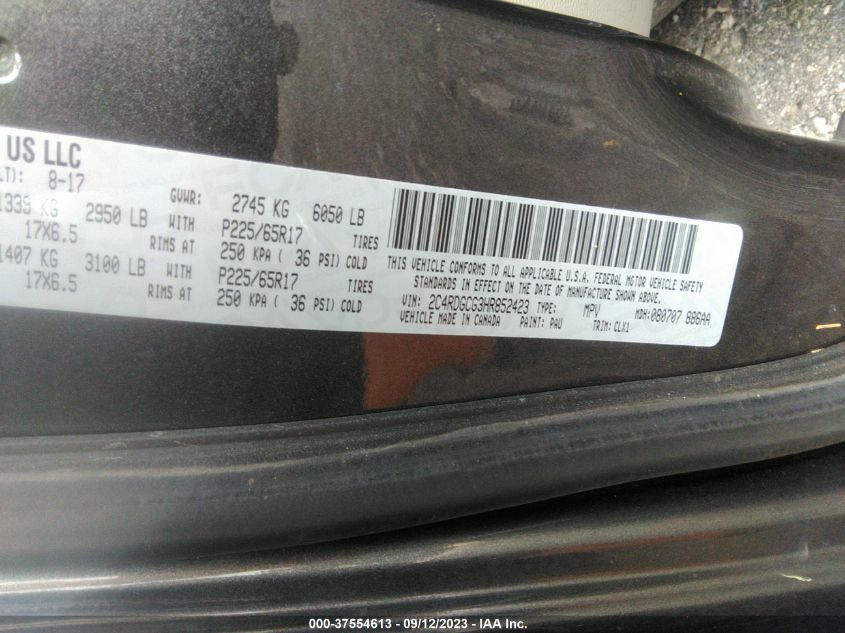 US LLC
LT): 8-17
1339 KG 2950 LB
17X6.5
1407 KG 3100 LB
17X6.5
GVWR: 2745 KG 6050 LB
WITH P225/65R17 TIRES
RIMS AT 250 KPA ( 36 PSI) COLD
WITH P225/65R17 TIRES
RIMS AT 250 KPA ( 36 PSI) COLD
THIS VEHICLE CONFORMS TO ALL APPLICABLE U.S.A. FEDERAL MOTOR VEHICLE SAFETY
STANDARDS IN EFFECT ON THE DATE OF MANUFACTURE SHOWN ABOVE.
VIN: 2C4RDGCG3HR852423 TYPE: MPV MDH:080707 886AA
VEHICLE MADE IN CANADA PAINT: PAU TRIM: CLX1
000-37554613 - 09/12/2023 - IAA Inc.